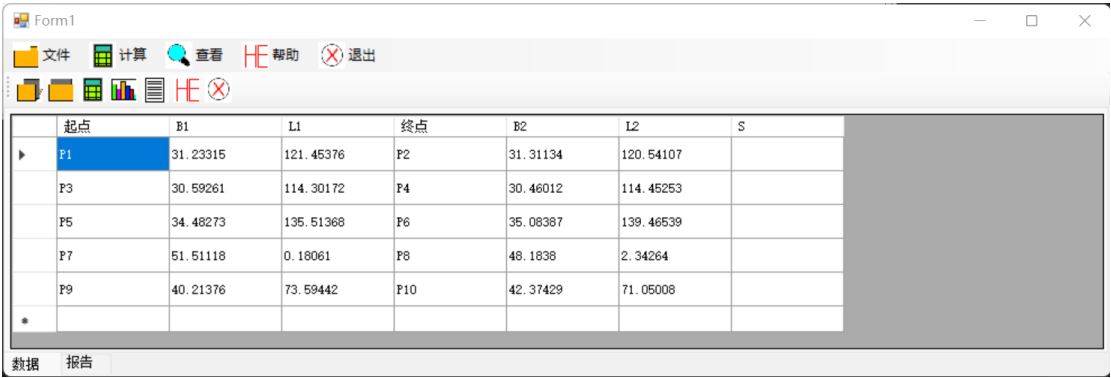 Form1
文件 计算 查看 HE 帮助 退出
HE
起点 B1 L1 终点 B2 L2 S
P1 31.23315 121.45376 P2 31.31134 120.54107
P3 30.59261 114.30172 P4 30.46012 114.45253
P5 34.48273 135.51368 P6 35.08387 139.46539
P7 51.51118 0.18061 P8 48.1838 2.34264
P9 40.21376 73.59442 P10 42.37429 71.05008
数据 报告